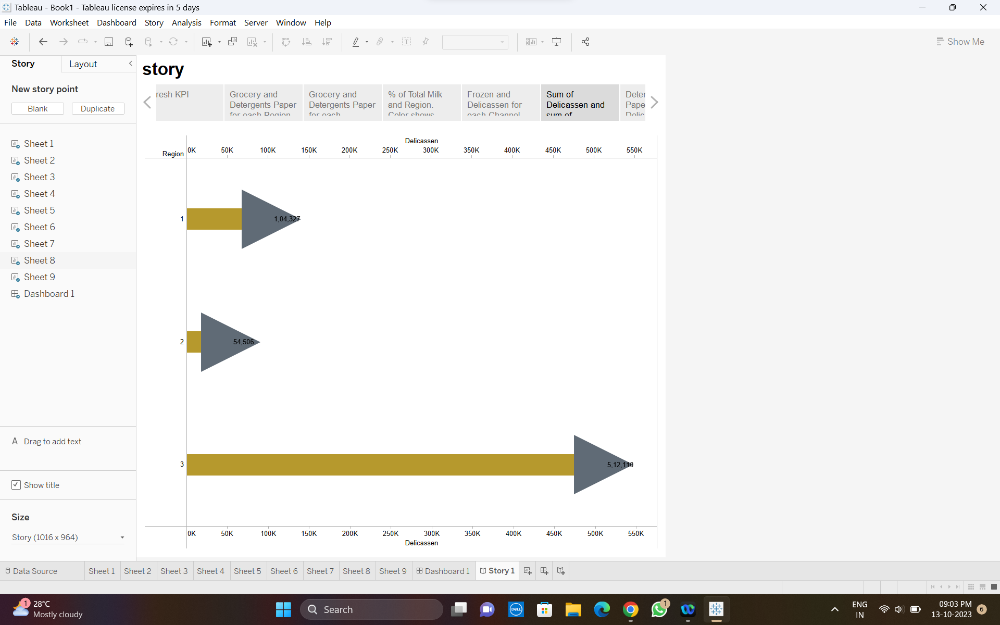 Tableau - Book1 - Tableau license expires in 5 days
File Data Worksheet Dashboard Story Analysis Format Server Window Help
Show Me
Story Layout
New story point
Blank Duplicate
Sheet 1
Sheet 2
Sheet 3
Sheet 4
Sheet 5
Sheet 6
Sheet 7
Sheet 8
Sheet 9
Dashboard 1
A Drag to add text
Show title
Size
Story (1016 x 964)
story
resh KPI
Grocery and
Detergents Paper
for each Region
Grocery and
Detergents Paper
for each
% of Total Milk
and Region.
Color shows
Frozen and
Delicassen for
each Channel
Sum of
Delicassen and
sum of
Deter
Pape
Delic
Delicassen
Region 0K 50K 100K 150K 200K 250K 300K 350K 400K 450K 500K 550K
1 1,04,327
2 54,506
3 5,12,110
0K 50K 100K 150K 200K 250K 300K 350K 400K 450K 500K 550K
Delicassen
Data Source Sheet 1 Sheet 2 Sheet 3 Sheet 4 Sheet 5 Sheet 6 Sheet 7 Sheet 8 Sheet 9 Dashboard 1 Story 1
1 28°C
Mostly cloudy
Search
DELL
1
ENG
IN
09:03 PM
13-10-2023
6